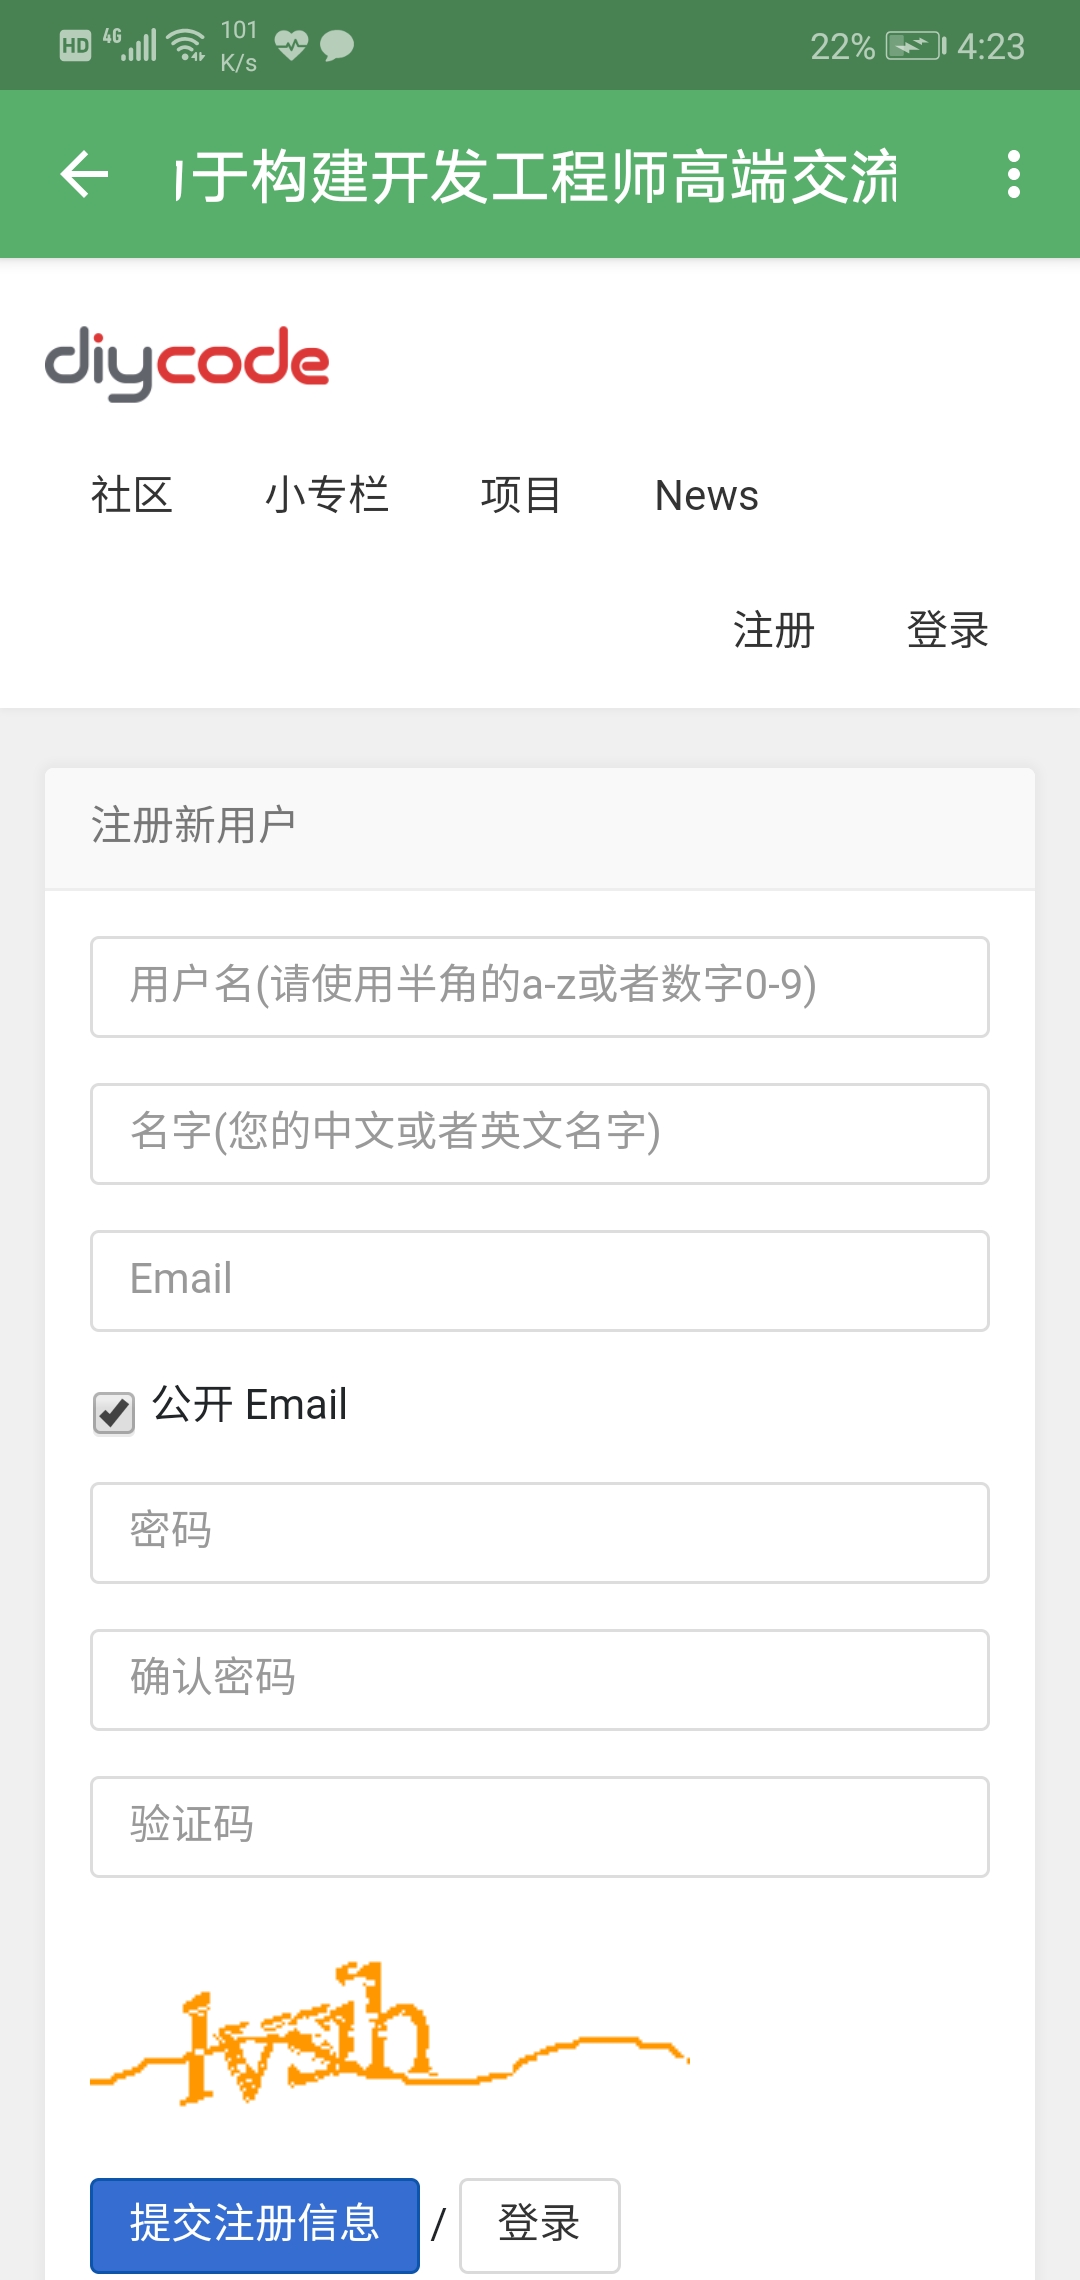 HD 4G 101 K/s 22% 4:23
于构建开发工程师高端交流
diycode
社区 小专栏 项目 News
注册 登录
注册新用户
用户名(请使用半角的a-z或者数字0-9)
名字(您的中文或者英文名字)
Email
公开 Email
密码
确认密码
验证码
提交注册信息 / 登录